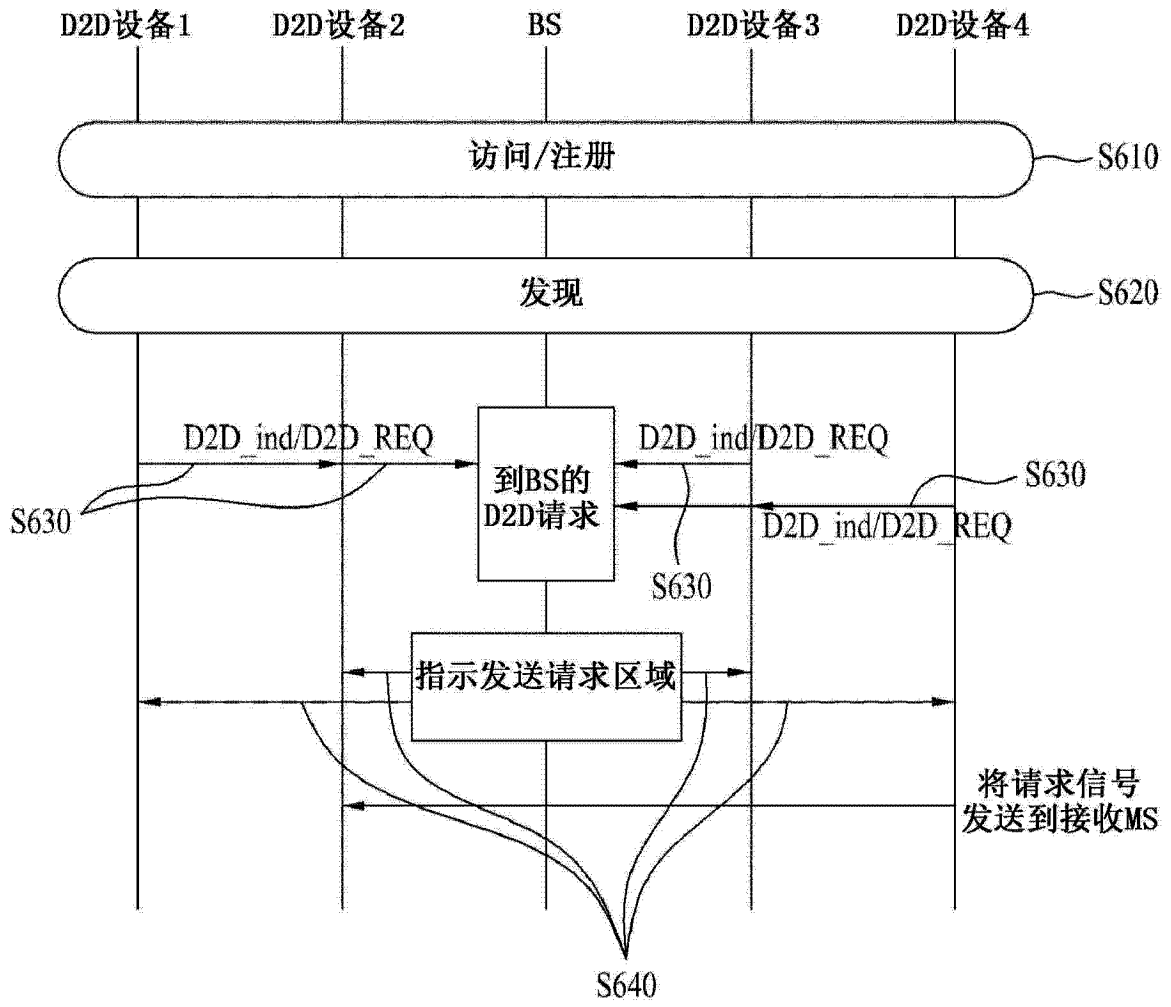 D2D设备1 D2D设备2 BS D2D设备3 D2D设备4
访问/注册
S610
发现
S620
D2D_ind/D2D_REQ
D2D_ind/D2D_REQ
到BS的
D2D请求
S630
S630
D2D_ind/D2D_REQ
S630
指示发送请求区域
将请求信号
发送到接收MS
S640